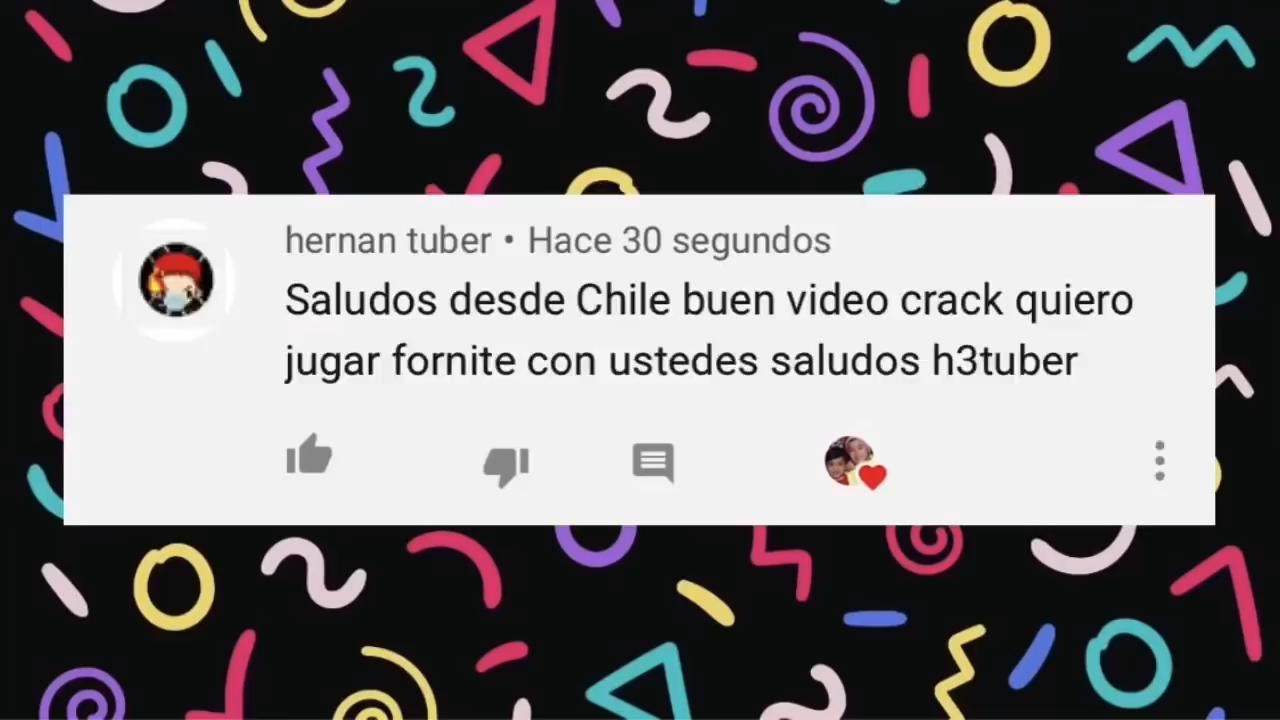 hernan tuber • Hace 30 segundos
Saludos desde Chile buen video crack quiero
jugar fornite con ustedes saludos h3tuber